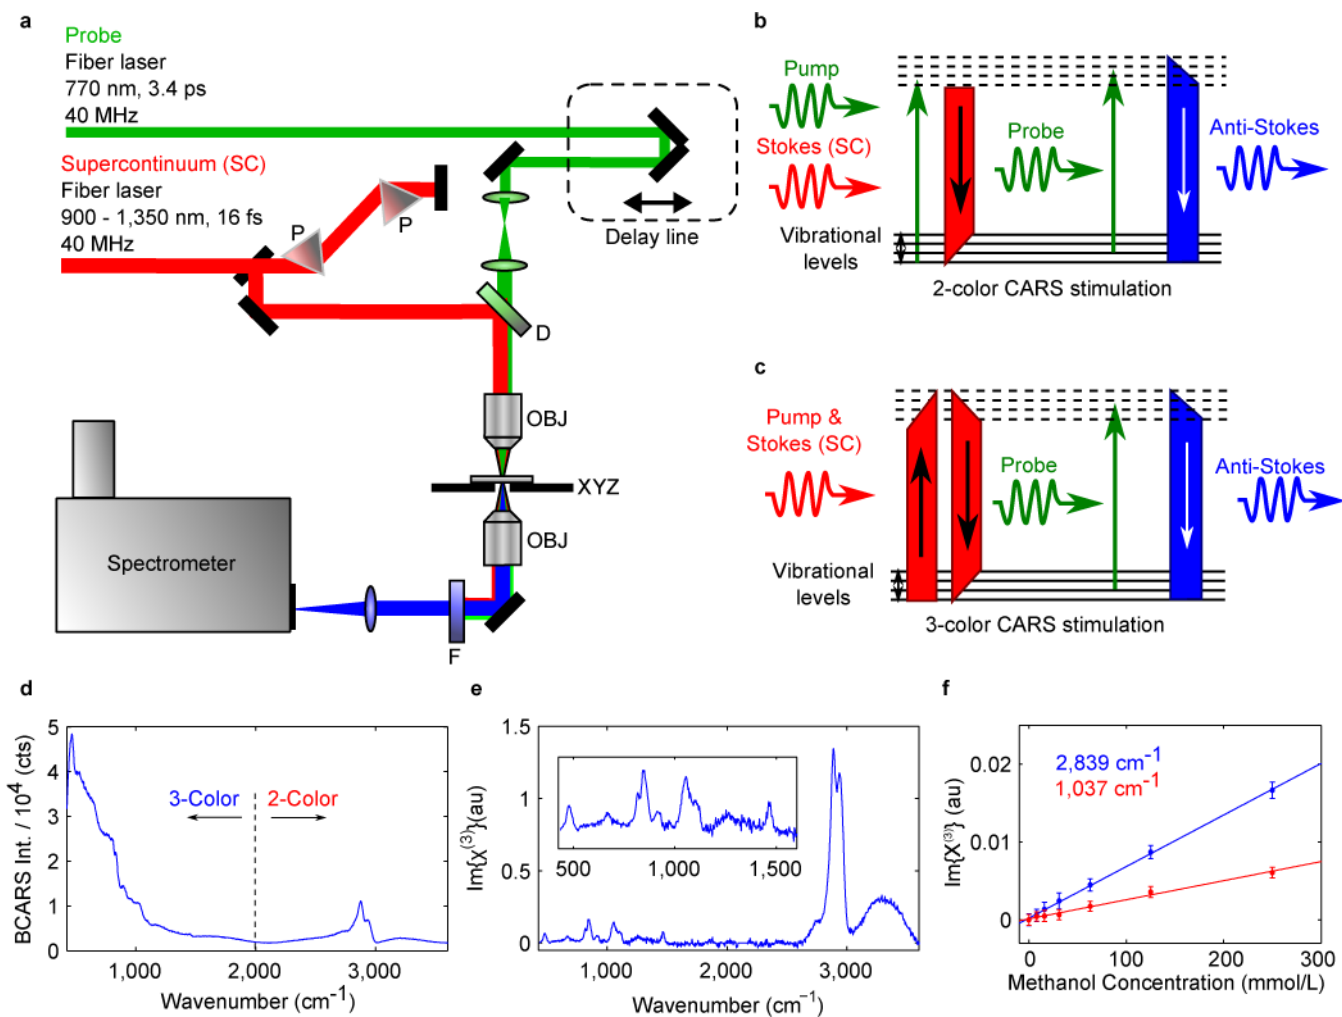 a
Probe
Fiber laser
770 nm, 3.4 ps
40 MHz
Supercontinuum (SC)
Fiber laser
900 - 1,350 nm, 16 fs
40 MHz
P
P
Delay line
D
OBJ
XYZ
OBJ
Spectrometer
F
b
Pump
Stokes (SC)
Probe
Anti-Stokes
Vibrational
levels
2-color CARS stimulation
c
Pump &
Stokes (SC)
Probe
Anti-Stokes
Vibrational
levels
3-color CARS stimulation
d
BCARS Int. / 10⁴ (cts)
5
4
3
2
1
0
3-Color
2-Color
1,000
2,000
3,000
Wavenumber (cm⁻¹)
e
Im{χ⁽³⁾}(au)
1.5
1
0.5
0
500
1,000
1,500
1,000
2,000
3,000
Wavenumber (cm⁻¹)
f
Im{χ⁽³⁾} (au)
0.02
0.01
0
2,839 cm⁻¹
1,037 cm⁻¹
0
100
200
300
Methanol Concentration (mmol/L)